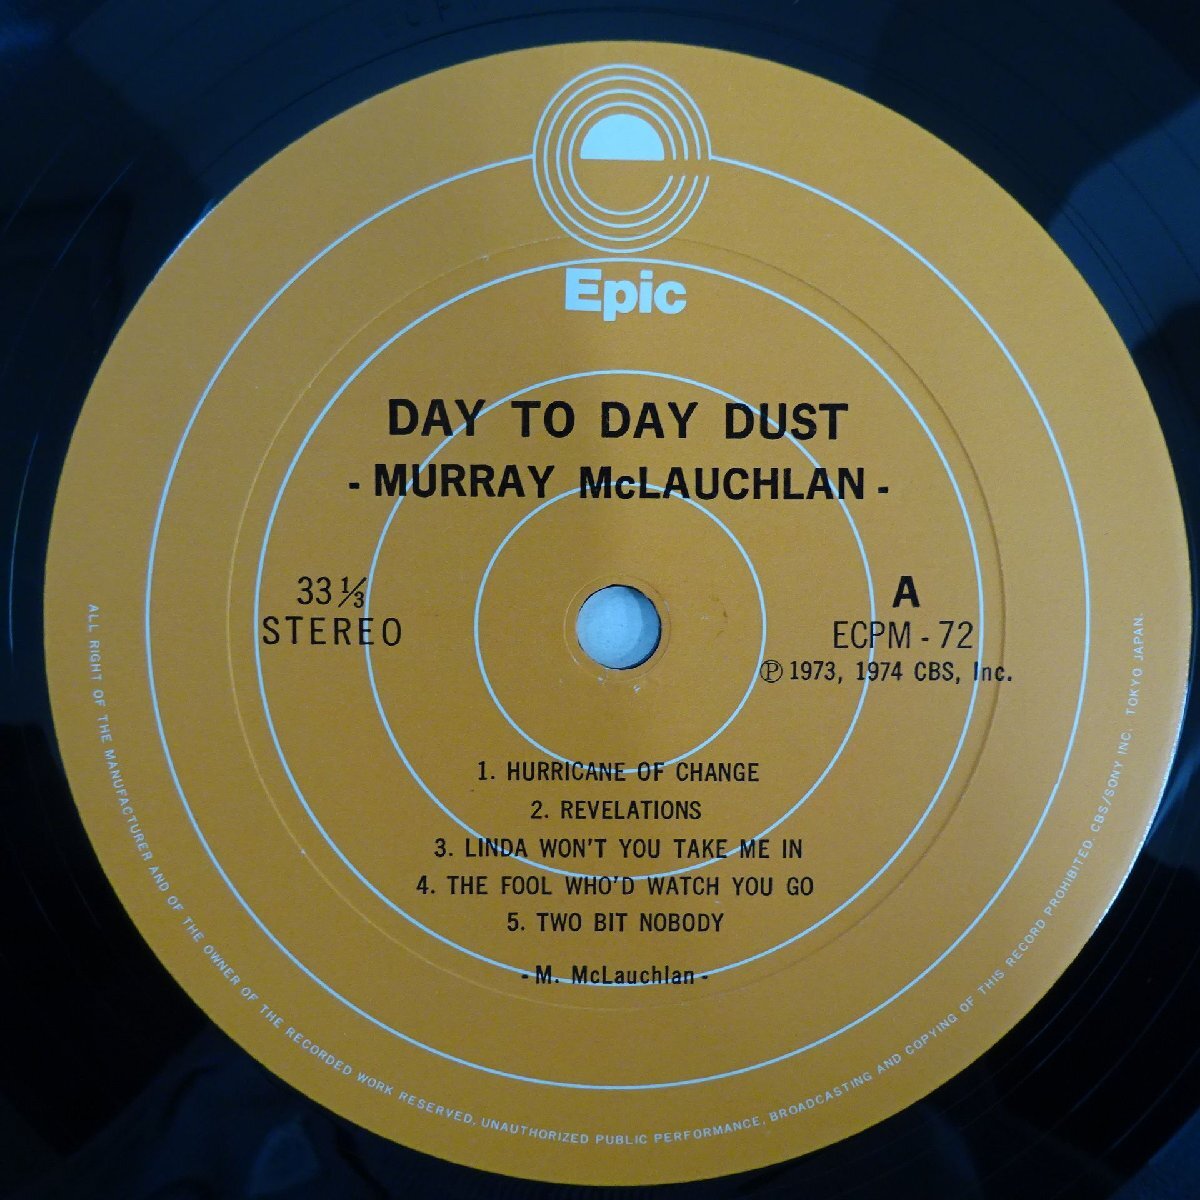 Epic
DAY TO DAY DUST
- MURRAY McLAUCHLAN -
33 ⅓
STEREO
A
ECPM - 72
℗ 1973, 1974 CBS, Inc.
1. HURRICANE OF CHANGE
2. REVELATIONS
3. LINDA WON'T YOU TAKE ME IN
4. THE FOOL WHO'D WATCH YOU GO
5. TWO BIT NOBODY
- M. McLauchlan -
ALL RIGHT OF THE MANUFACTURER AND OF THE OWNER OF THE RECORDED WORK RESERVED. UNAUTHORIZED PUBLIC PERFORMANCE, BROADCASTING AND COPYING OF THIS RECORD PROHIBITED. CBS/SONY INC. TOKYO JAPAN.